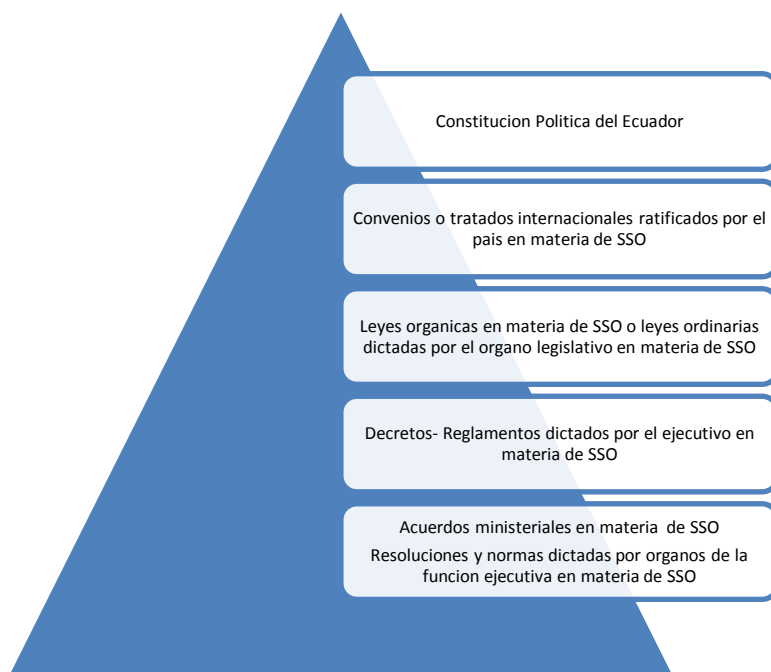 Constitucion Politica del Ecuador
Convenios o tratados internacionales ratificados por el
pais en materia de SSO
Leyes organicas en materia de SSO o leyes ordinarias
dictadas por el organo legislativo en materia de SSO
Decretos- Reglamentos dictados por el ejecutivo en
materia de SSO
Acuerdos ministeriales en materia de SSO
Resoluciones y normas dictadas por organos de la
funcion ejecutiva en materia de SSO